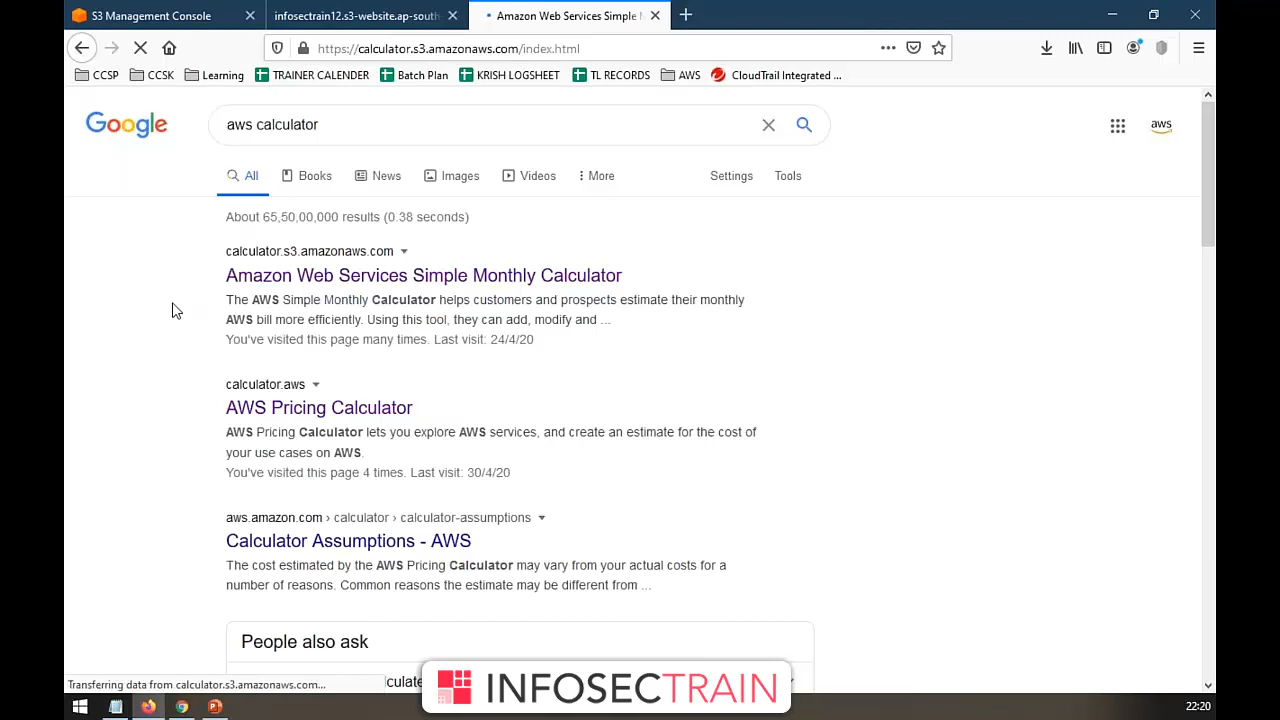 S3 Management Console
infosectrain12.s3-website.ap-south-
Amazon Web Services Simple M
https://calculator.s3.amazonaws.com/index.html
CCSP
CCSK
Learning
TRAINER CALENDER
Batch Plan
KRISH LOGSHEET
TL RECORDS
AWS
CloudTrail Integrated ...
Google
aws calculator
aws
All
Books
News
Images
Videos
More
Settings
Tools
About 65,50,00,000 results (0.38 seconds)
calculator.s3.amazonaws.com
Amazon Web Services Simple Monthly Calculator
The AWS Simple Monthly Calculator helps customers and prospects estimate their monthly
AWS bill more efficiently. Using this tool, they can add, modify and ...
You've visited this page many times. Last visit: 24/4/20
calculator.aws
AWS Pricing Calculator
AWS Pricing Calculator lets you explore AWS services, and create an estimate for the cost of
your use cases on AWS.
You've visited this page 4 times. Last visit: 30/4/20
aws.amazon.com › calculator › calculator-assumptions
Calculator Assumptions - AWS
The cost estimated by the AWS Pricing Calculator may vary from your actual costs for a
number of reasons. Common reasons the estimate may be different from ...
People also ask
Transferring data from calculator.s3.amazonaws.com...
INFOSECTRAIN
22:20